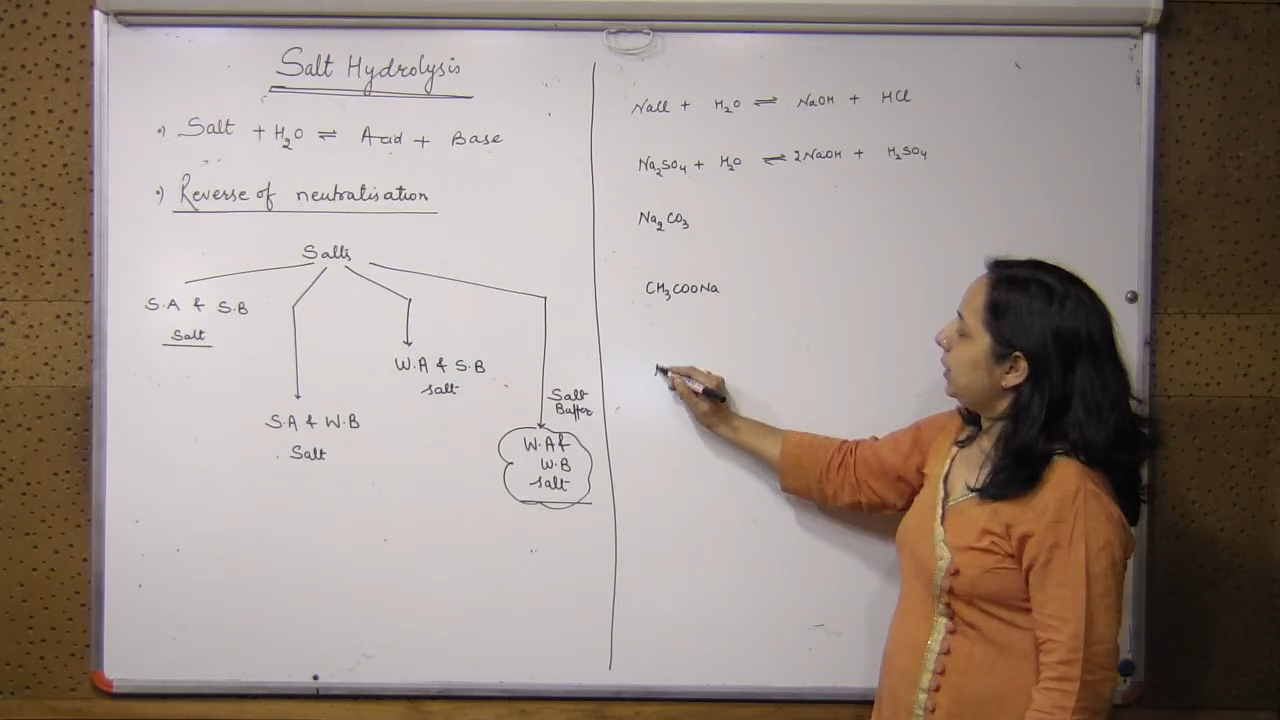 Salt Hydrolysis
•) Salt + H₂O ⇌ Acid + Base
•) Reverse of neutralisation
Salts
S.A & S.B
Salt
W.A & S.B
Salt
S.A & W.B
Salt
Salt
Buffer
W.A &
W.B
Salt
NaCl + H₂O ⇌ NaOH + HCl
Na₂SO₄ + H₂O ⇌ 2NaOH + H₂SO₄
Na₂CO₃
CH₃COONa